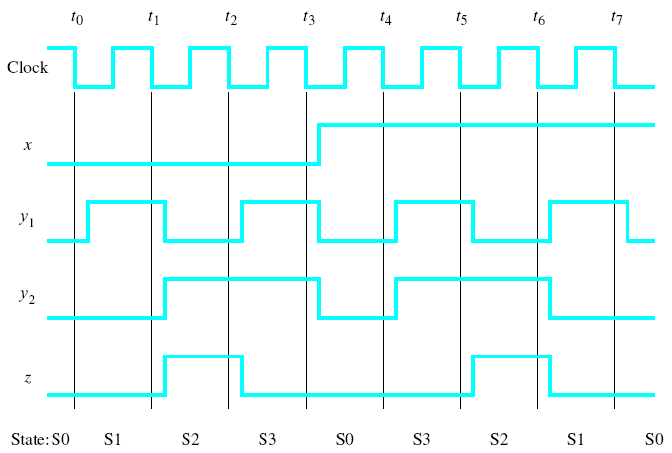 t0 t1 t2 t3 t4 t5 t6 t7
Clock
x
y1
y2
z
State: S0 S1 S2 S3 S0 S3 S2 S1 S0